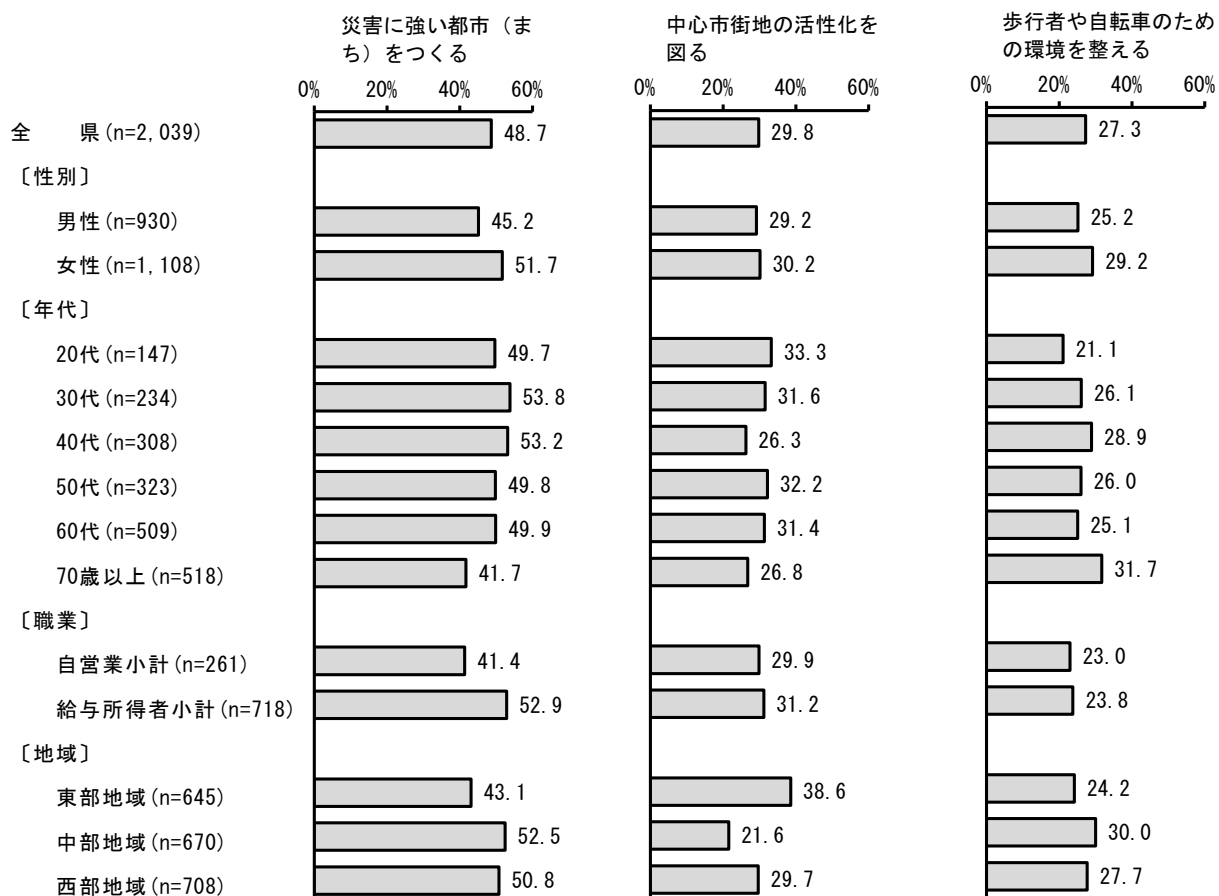 災害に強い都市（ま
ち）をつくる
中心市街地の活性化を
図る
歩行者や自転車のため
の環境を整える
0% 20% 40% 60%
0% 20% 40% 60%
0% 20% 40% 60%
全 県(n=2,039) 48.7 29.8 27.3
〔性別〕
男性(n=930) 45.2 29.2 25.2
女性(n=1,108) 51.7 30.2 29.2
〔年代〕
20代(n=147) 49.7 33.3 21.1
30代(n=234) 53.8 31.6 26.1
40代(n=308) 53.2 26.3 28.9
50代(n=323) 49.8 32.2 26.0
60代(n=509) 49.9 31.4 25.1
70歳以上(n=518) 41.7 26.8 31.7
〔職業〕
自営業小計(n=261) 41.4 29.9 23.0
給与所得者小計(n=718) 52.9 31.2 23.8
〔地域〕
東部地域(n=645) 43.1 38.6 24.2
中部地域(n=670) 52.5 21.6 30.0
西部地域(n=708) 50.8 29.7 27.7